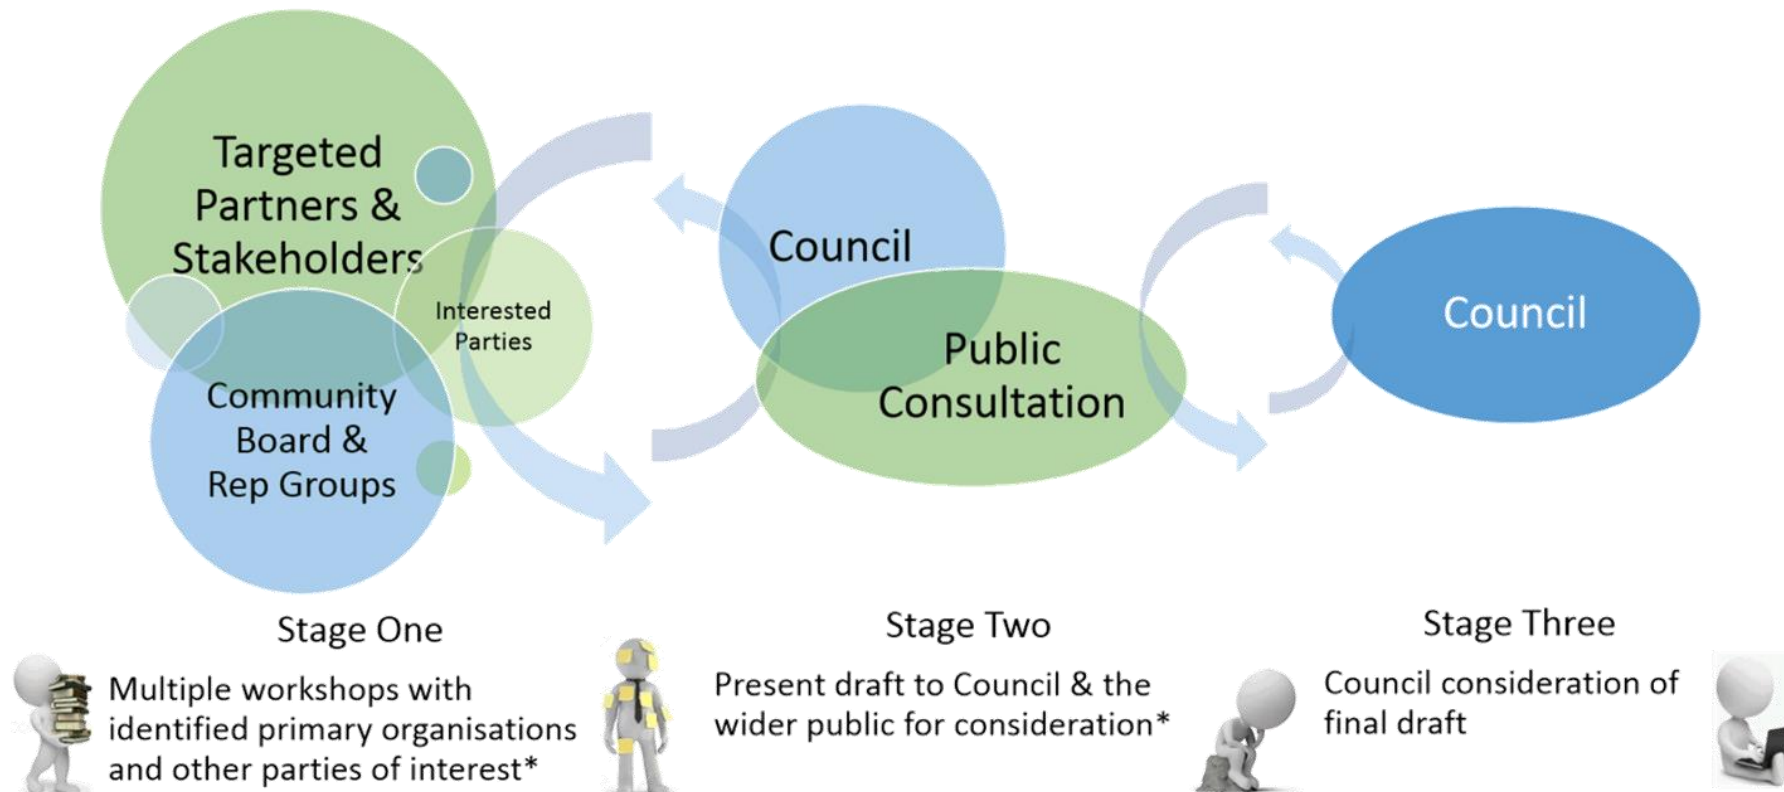 Targeted
Partners &
Stakeholders
Interested
Parties
Community
Board &
Rep Groups
Council
Public
Consultation
Council
Stage One
Multiple workshops with
identified primary organisations
and other parties of interest*
Stage Two
Present draft to Council & the
wider public for consideration*
Stage Three
Council consideration of
final draft